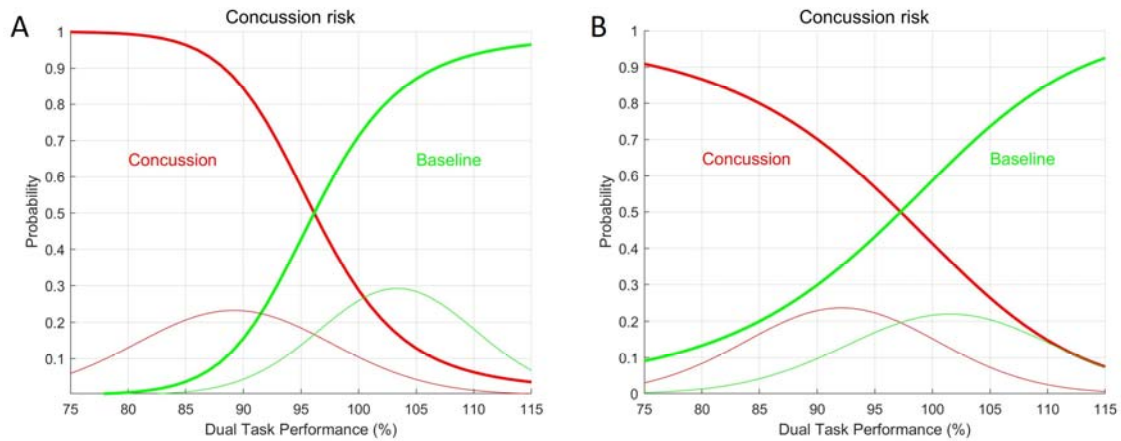 A
Concussion risk
Probability
1
0.9
0.8
0.7
0.6
0.5
0.4
0.3
0.2
0.1
Concussion
Baseline
75 80 85 90 95 100 105 110 115
Dual Task Performance (%)
B
Concussion risk
Probability
1
0.9
0.8
0.7
0.6
0.5
0.4
0.3
0.2
0.1
0
Concussion
Baseline
75 80 85 90 95 100 105 110 115
Dual Task Performance (%)